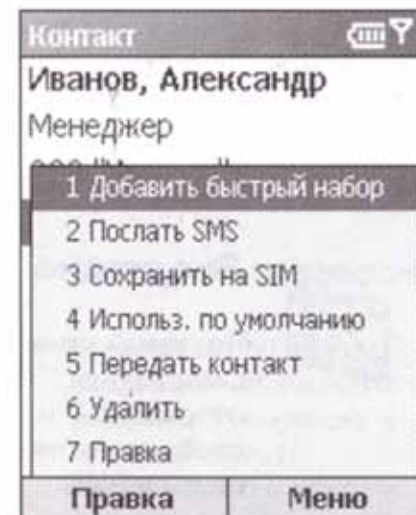 Контакт
Иванов, Александр
Менеджер
1 Добавить быстрый набор
2 Послать SMS
3 Сохранить на SIM
4 Использ. по умолчанию
5 Передать контакт
6 Удалить
7 Правка
Правка Меню